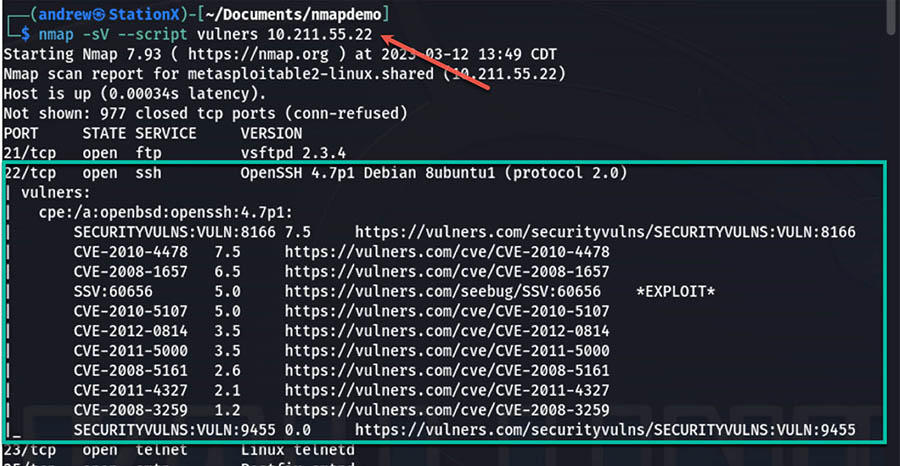 ┌──(andrew㉿StationX)-[~/Documents/nmapdemo]
└─$ nmap -sV --script vulners 10.211.55.22
Starting Nmap 7.93 ( https://nmap.org ) at 2023-03-12 13:49 CDT
Nmap scan report for metasploitable2-linux.shared (10.211.55.22)
Host is up (0.00034s latency).
Not shown: 977 closed tcp ports (conn-refused)
PORT STATE SERVICE VERSION
21/tcp open ftp vsftpd 2.3.4
22/tcp open ssh OpenSSH 4.7p1 Debian 8ubuntu1 (protocol 2.0)
| vulners:
| cpe:/a:openbsd:openssh:4.7p1:
| SECURITYVULNS:VULN:8166 7.5 https://vulners.com/securityvulns/SECURITYVULNS:VULN:8166
| CVE-2010-4478 7.5 https://vulners.com/cve/CVE-2010-4478
| CVE-2008-1657 6.5 https://vulners.com/cve/CVE-2008-1657
| SSV:60656 5.0 https://vulners.com/seebug/SSV:60656 *EXPLOIT*
| CVE-2010-5107 5.0 https://vulners.com/cve/CVE-2010-5107
| CVE-2012-0814 3.5 https://vulners.com/cve/CVE-2012-0814
| CVE-2011-5000 3.5 https://vulners.com/cve/CVE-2011-5000
| CVE-2008-5161 2.6 https://vulners.com/cve/CVE-2008-5161
| CVE-2011-4327 2.1 https://vulners.com/cve/CVE-2011-4327
| CVE-2008-3259 1.2 https://vulners.com/cve/CVE-2008-3259
|_ SECURITYVULNS:VULN:9455 0.0 https://vulners.com/securityvulns/SECURITYVULNS:VULN:9455
23/tcp open telnet Linux telnetd